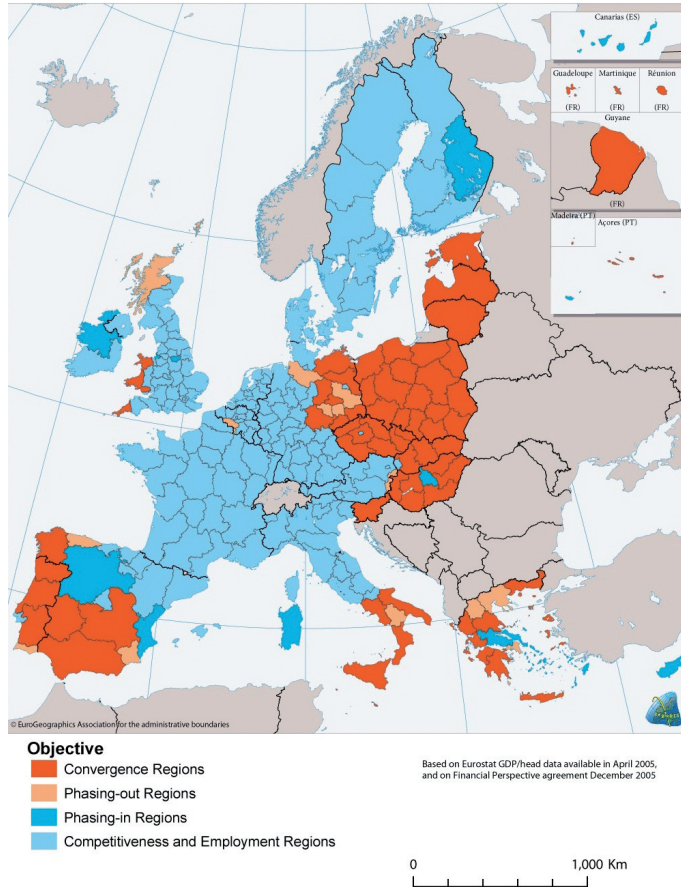 Canarias (ES)
Guadeloupe
Martinique
Réunion
(FR)
(FR)
(FR)
Guyane
(FR)
Madeira (PT)
Açores (PT)
© EuroGeographics Association for the administrative boundaries
Objective
Convergence Regions
Phasing-out Regions
Phasing-in Regions
Competitiveness and Employment Regions
Based on Eurostat GDP/head data available in April 2005,
and on Financial Perspective agreement December 2005
0
1,000 Km